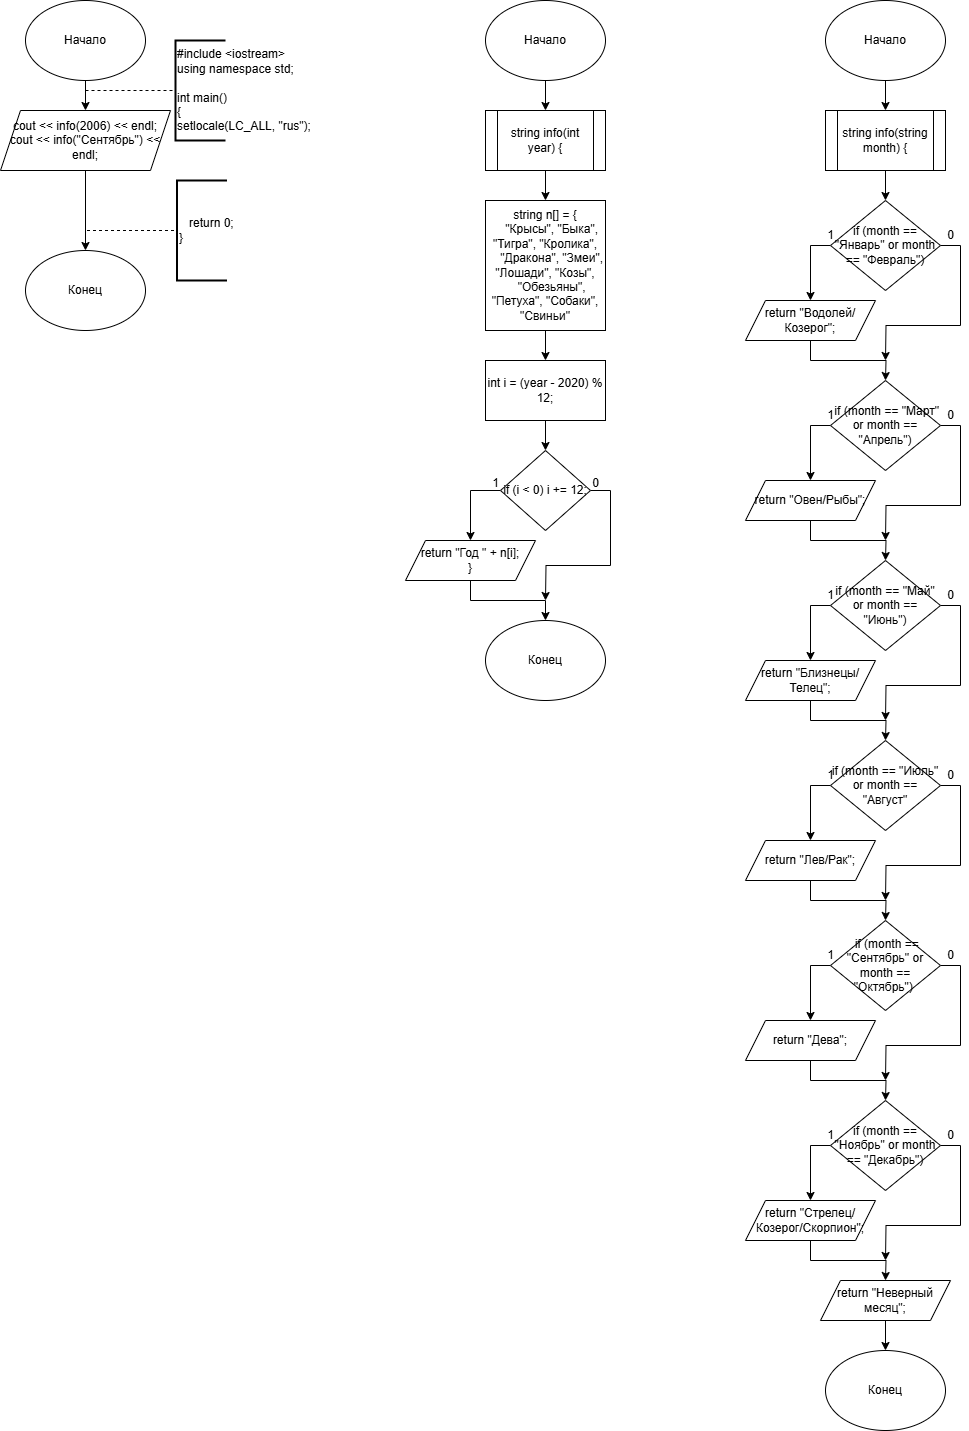 Начало
#include <iostream>
using namespace std;
int main()
{
setlocale(LC_ALL, "rus");
cout << info(2006) << endl;
cout << info("Сентябрь") <<
endl;
return 0;
}
Конец
Начало
string info(int
year) {
string n[] = {
"Крысы", "Быка",
"Тигра", "Кролика",
"Дракона", "Змеи",
"Лошади", "Козы",
"Обезьяны",
"Петуха", "Собаки",
"Свиньи"
int i = (year - 2020) %
12;
1
if (i < 0) i += 12;
0
return "Год " + n[i];
}
Конец
Начало
string info(string
month) {
1
if (month ==
"Январь" or month
== "Февраль")
0
return "Водолей/
Козерог";
1
if (month == "Март"
or month ==
"Апрель")
0
return "Овен/Рыбы";
1
if (month == "Май"
or month ==
"Июнь")
0
return "Близнецы/
Телец";
1
if (month == "Июль"
or month ==
"Август"
0
return "Лев/Рак";
1
if (month ==
"Сентябрь" or
month ==
"Октябрь")
0
return "Дева";
1
if (month ==
"Ноябрь" or month
== "Декабрь")
0
return "Стрелец/
Козерог/Скорпион";
return "Неверный
месяц";
Конец